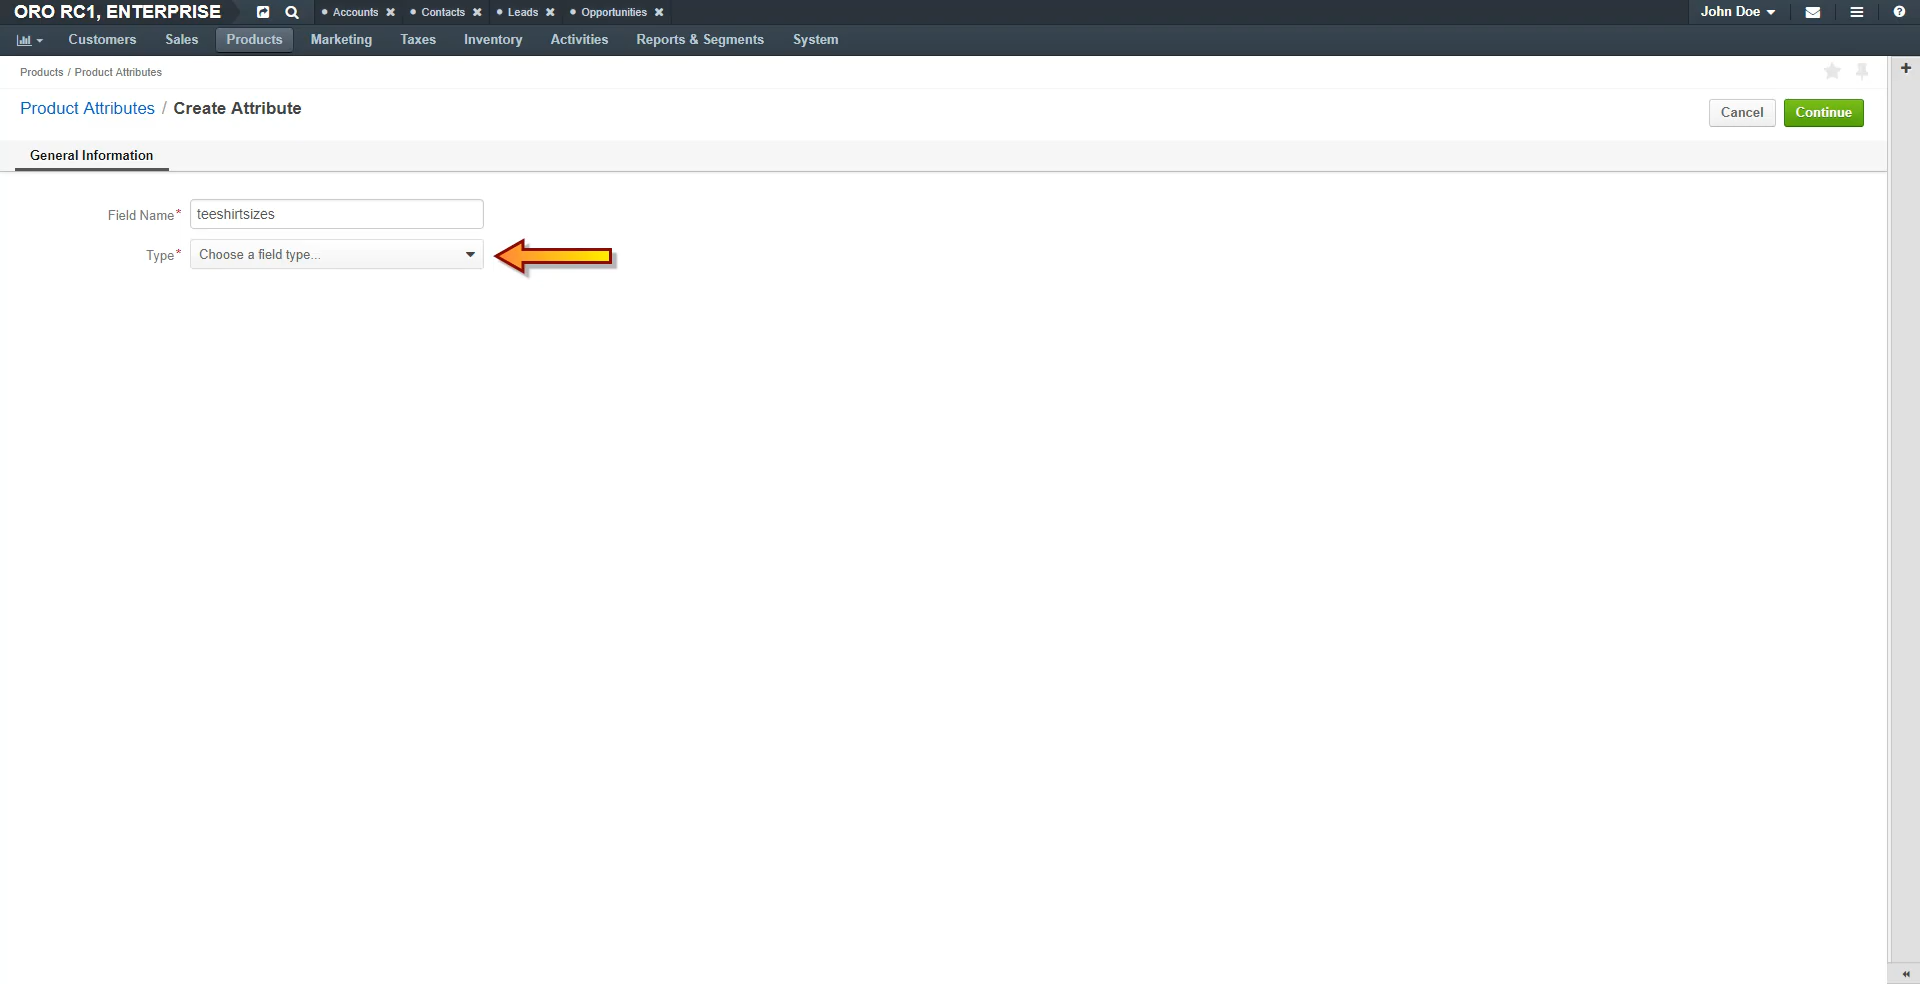 ORO RC1, ENTERPRISE
Accounts
Contacts
Leads
Opportunities
John Doe
Customers
Sales
Products
Marketing
Taxes
Inventory
Activities
Reports & Segments
System
Products / Product Attributes
Product Attributes / Create Attribute
Cancel
Continue
General Information
Field Name*
teeshirtsizes
Type*
Choose a field type...